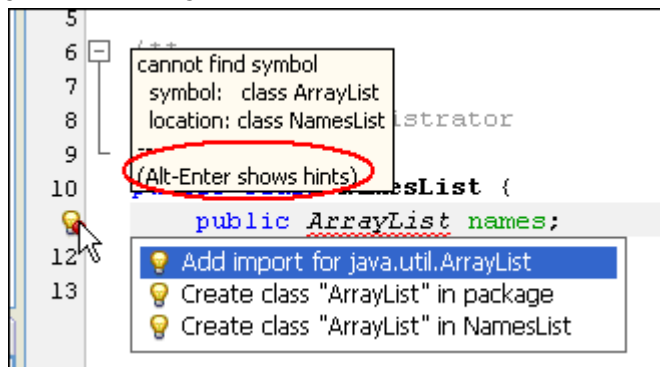 5
6 /**
cannot find symbol
7 symbol: class ArrayList
8 location: class NamesList istrator
9 --
(Alt-Enter shows hints)
10 NamesList {
public ArrayList names;
12 Add import for java.util.ArrayList
13 Create class "ArrayList" in package
Create class "ArrayList" in NamesList